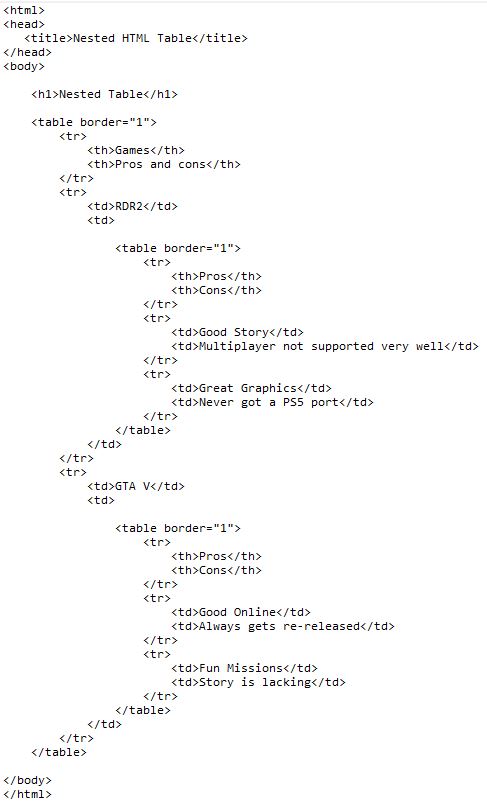 <html>
<head>
   <title>Nested HTML Table</title>
</head>
<body>

    <h1>Nested Table</h1>

    <table border="1">
        <tr>
            <th>Games</th>
            <th>Pros and cons</th>
        </tr>
        <tr>
            <td>RDR2</td>
            <td>

                <table border="1">
                    <tr>
                        <th>Pros</th>
                        <th>Cons</th>
                    </tr>
                    <tr>
                        <td>Good Story</td>
                        <td>Multiplayer not supported very well</td>
                    </tr>
                    <tr>
                        <td>Great Graphics</td>
                        <td>Never got a PS5 port</td>
                    </tr>
                </table>
            </td>
        </tr>
        <tr>
            <td>GTA V</td>
            <td>

                <table border="1">
                    <tr>
                        <th>Pros</th>
                        <th>Cons</th>
                    </tr>
                    <tr>
                        <td>Good Online</td>
                        <td>Always gets re-released</td>
                    </tr>
                    <tr>
                        <td>Fun Missions</td>
                        <td>Story is lacking</td>
                    </tr>
                </table>
            </td>
        </tr>
    </table>

</body>
</html>